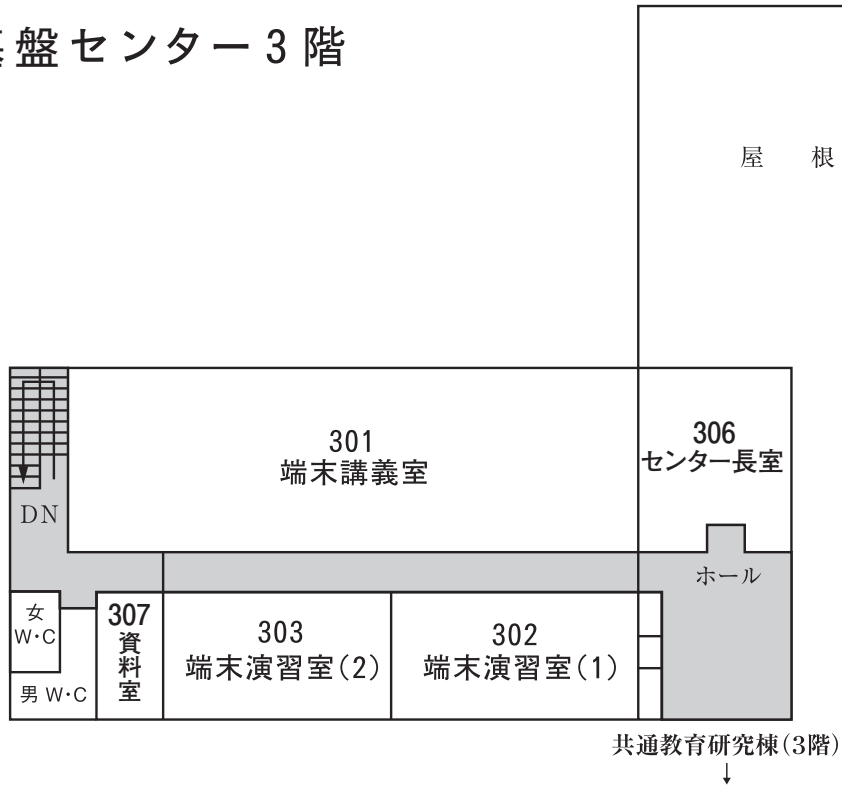 盤センター3階
屋 根
301
端末講義室
306
センター長室
DN
ホール
女
W・C
男 W・C
307
資料室
303
端末演習室(2)
302
端末演習室(1)
共通教育研究棟(3階)